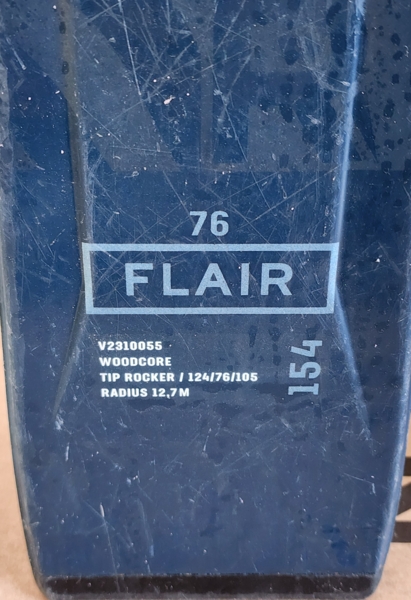 76
FLAIR
V2310055
WOODCORE
TIP ROCKER / 124/76/105
RADIUS 12,7M
154